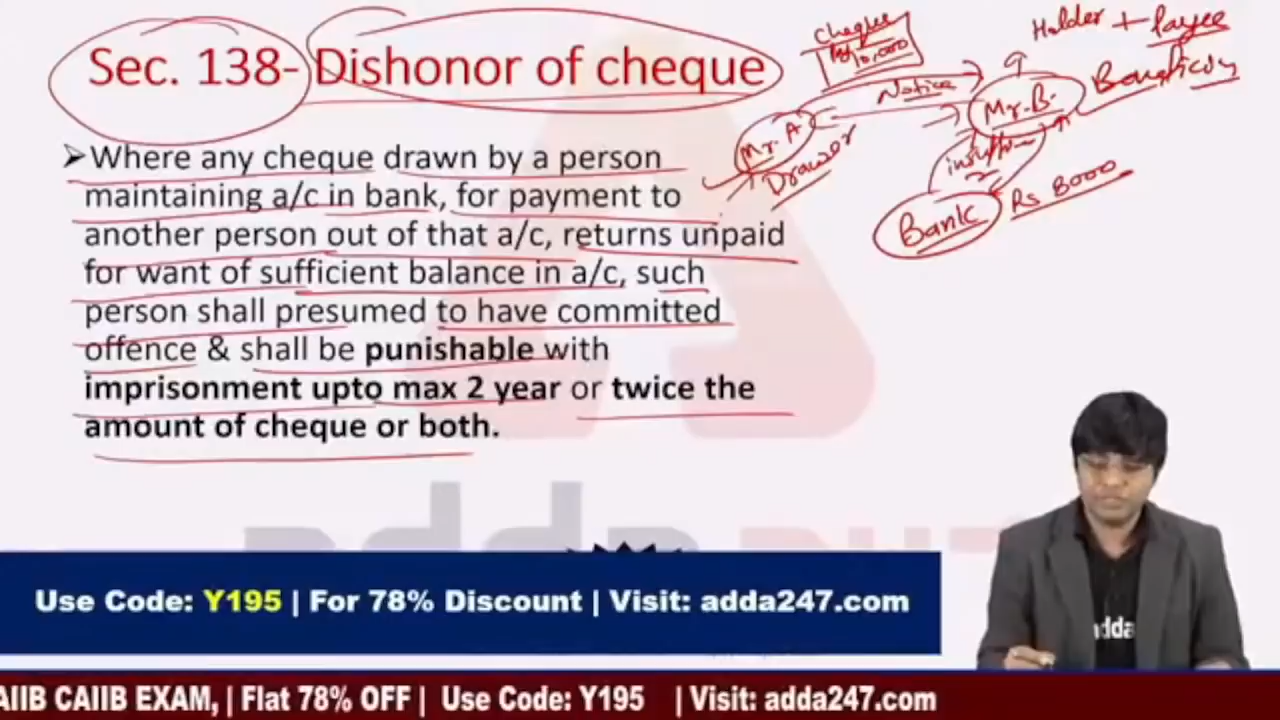 Sec. 138- Dishonor of cheque
➢Where any cheque drawn by a person
maintaining a/c in bank, for payment to
another person out of that a/c, returns unpaid
for want of sufficient balance in a/c, such
person shall presumed to have committed
offence & shall be punishable with
imprisonment upto max 2 year or twice the
amount of cheque or both.
Cheque
10,000
Holder + Payee
Notice
Mr. B.
Mr. A
Drawer
Bank
Rs 8000
adda
Use Code: Y195 | For 78% Discount | Visit: adda247.com
adda
AIIB CAIIB EXAM, | Flat 78% OFF | Use Code: Y195 | Visit: adda247.com